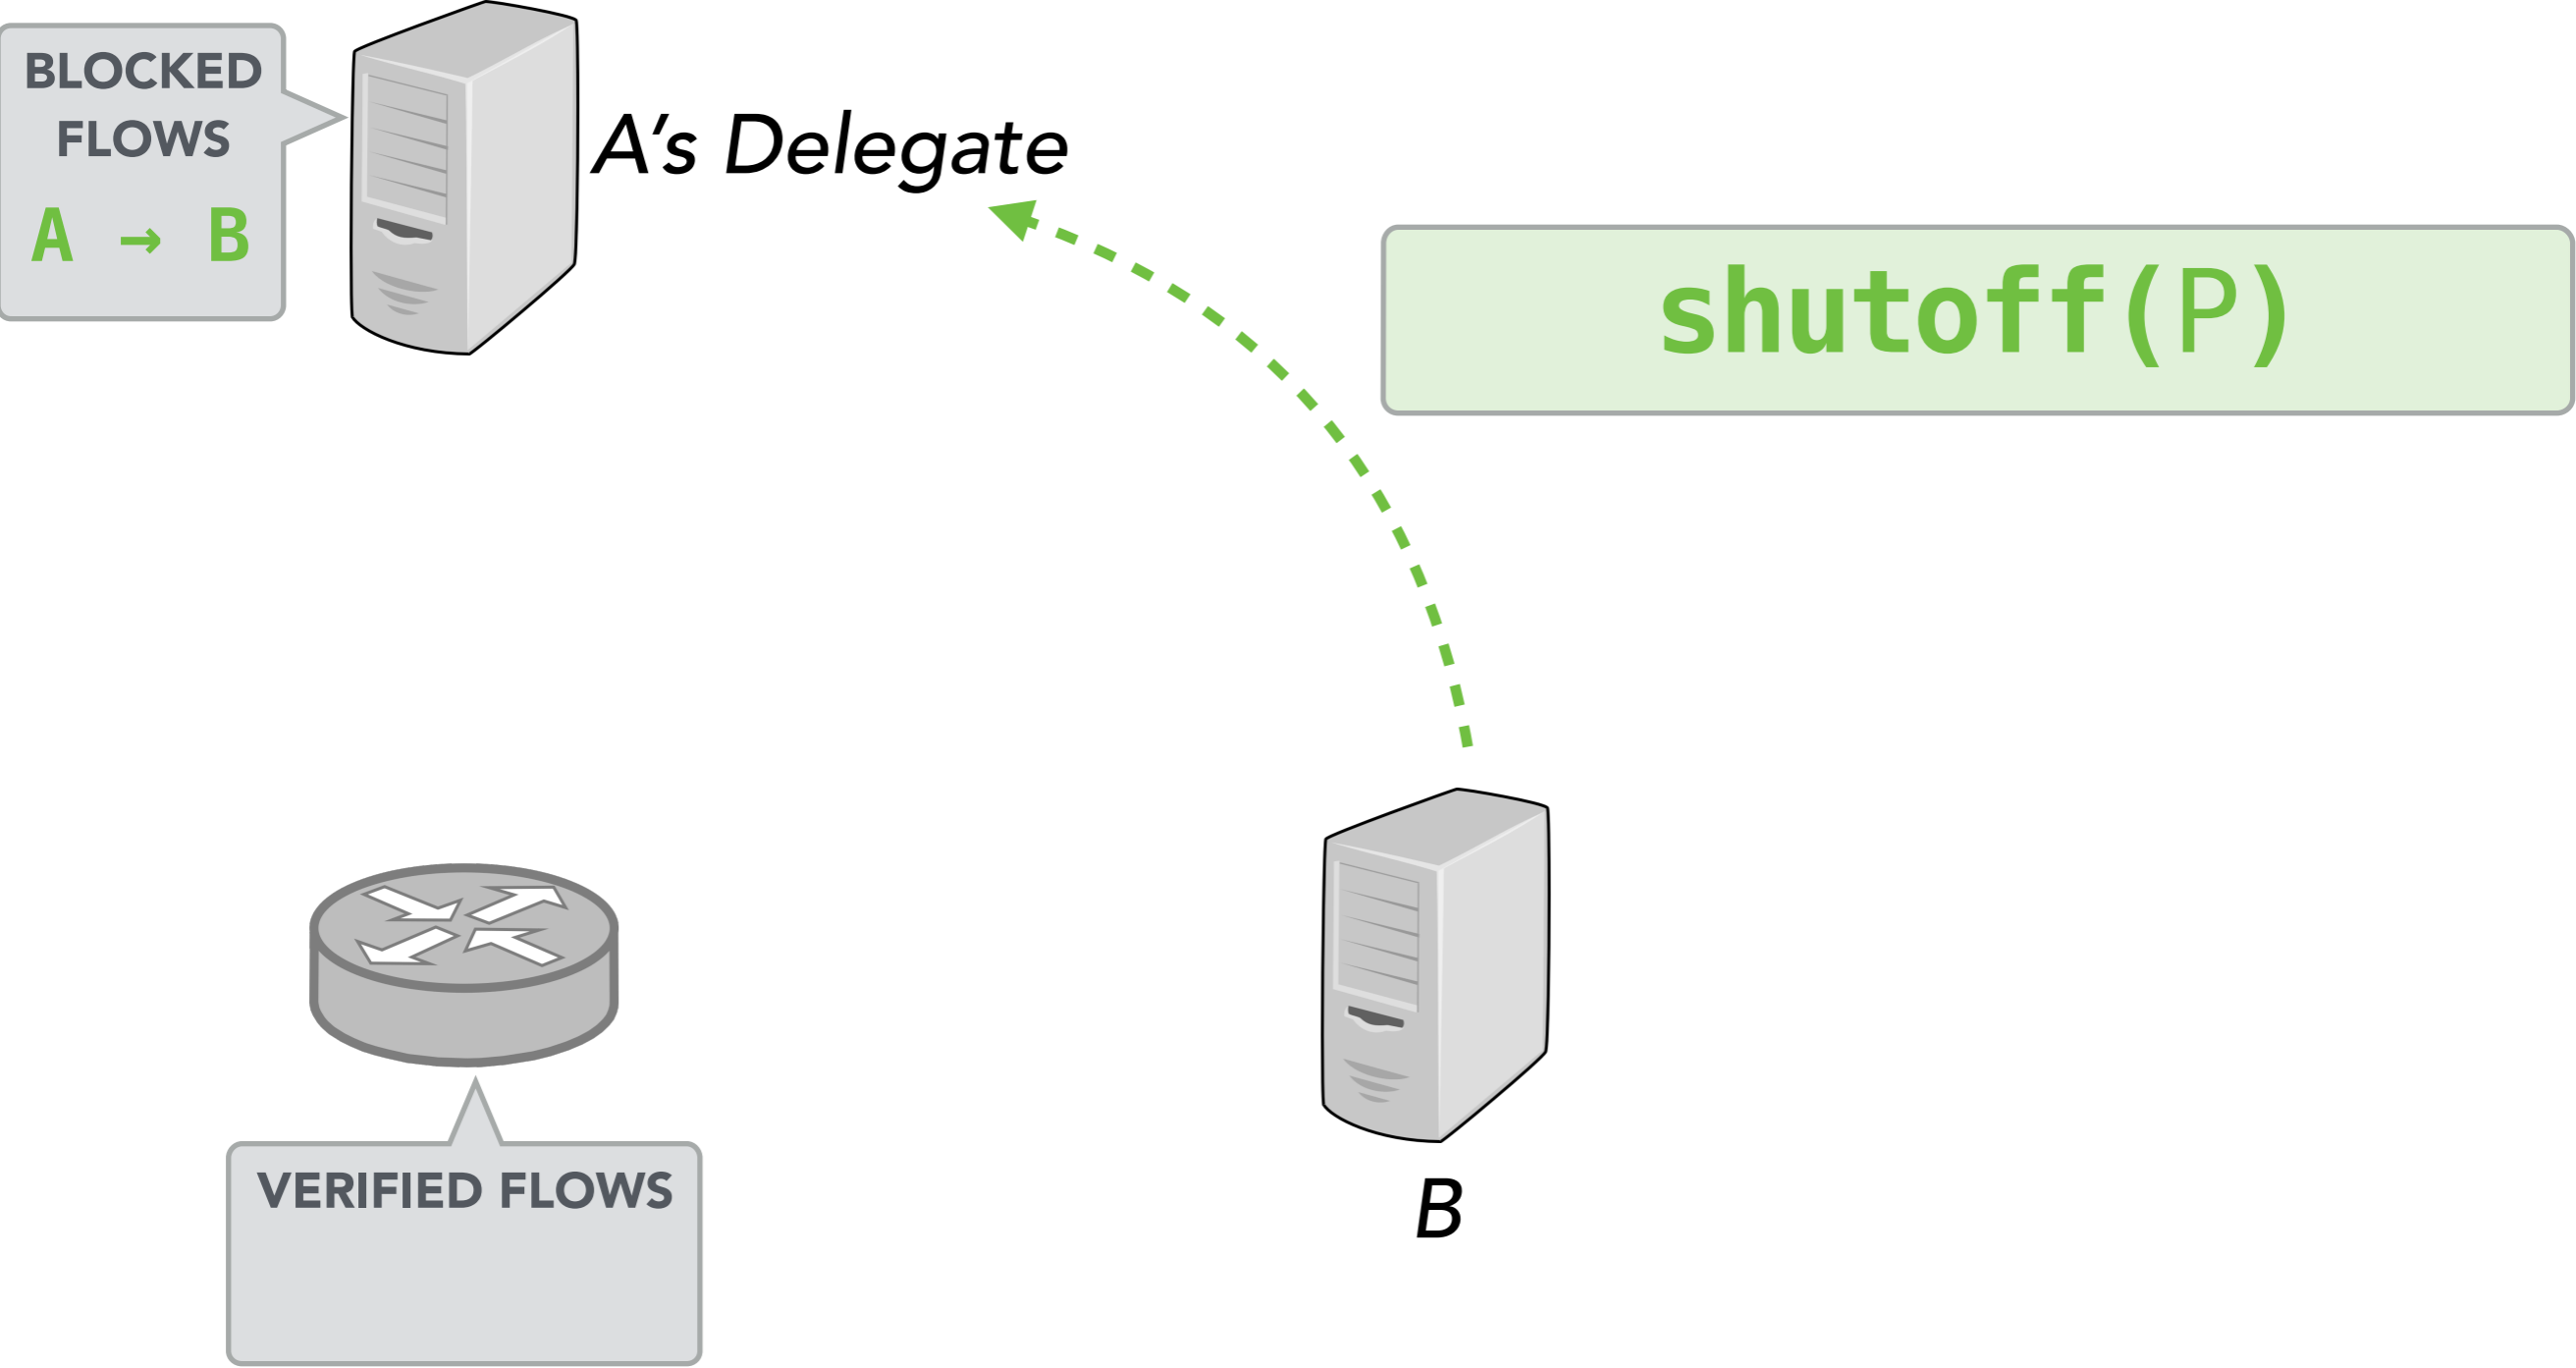 BLOCKED
FLOWS
A → B
A’s Delegate
shutoff(P)
B
VERIFIED FLOWS